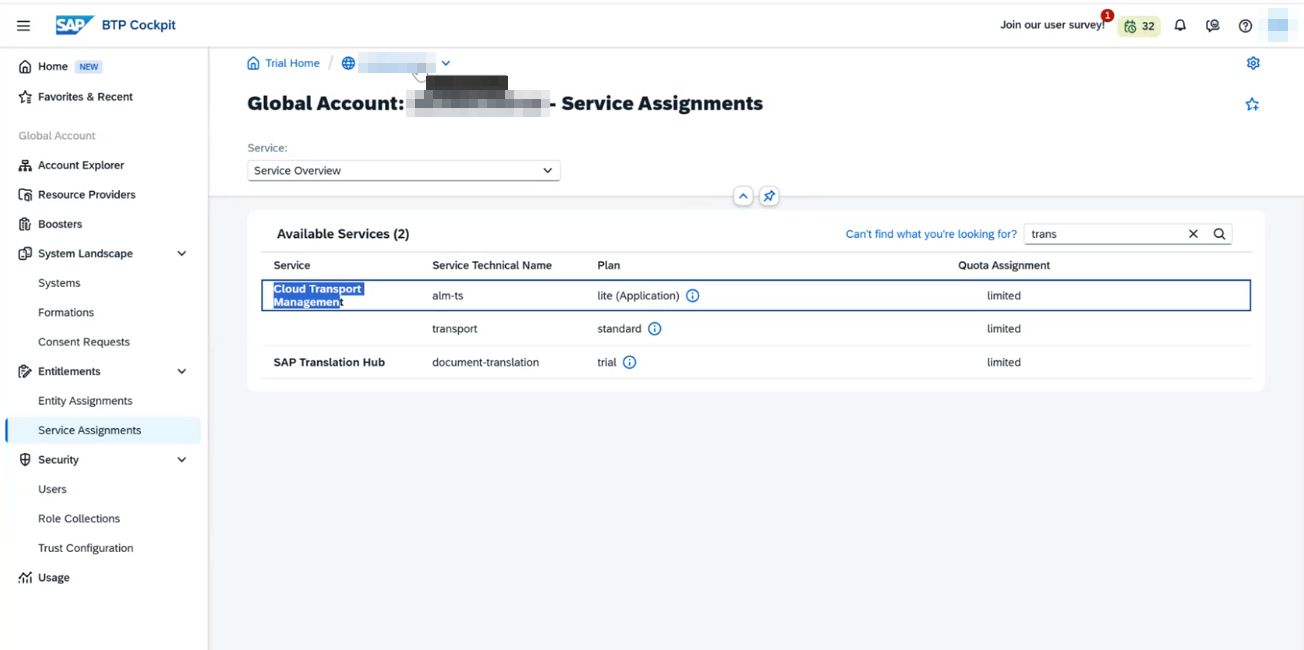 SAP BTP Cockpit
Join our user survey!
1
32
Home NEW
Favorites & Recent
Global Account
Account Explorer
Resource Providers
Boosters
System Landscape
Systems
Formations
Consent Requests
Entitlements
Entity Assignments
Service Assignments
Security
Users
Role Collections
Trust Configuration
Usage
Trial Home /
Global Account: - Service Assignments
Service:
Service Overview
Available Services (2)
Can't find what you're looking for?
trans
Service Service Technical Name Plan Quota Assignment
Cloud Transport
Management alm-ts lite (Application) limited
transport standard limited
SAP Translation Hub document-translation trial limited